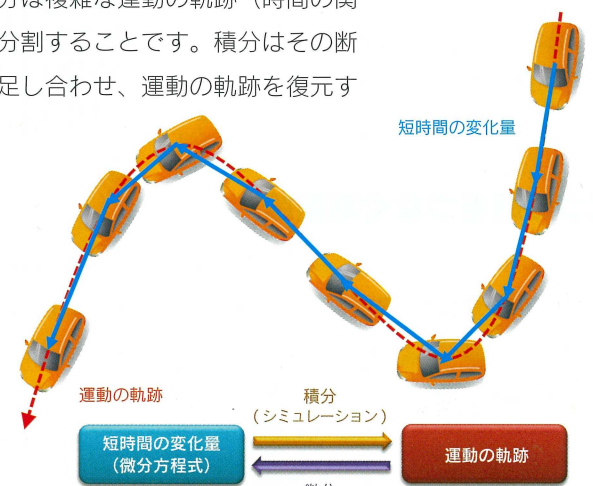 分は複雑な運動の軌跡（時間の関
分割することです。積分はその断
足し合わせ、運動の軌跡を復元す
短時間の変化量
運動の軌跡
積分
（シミュレーション）
短時間の変化量
（微分方程式）
運動の軌跡